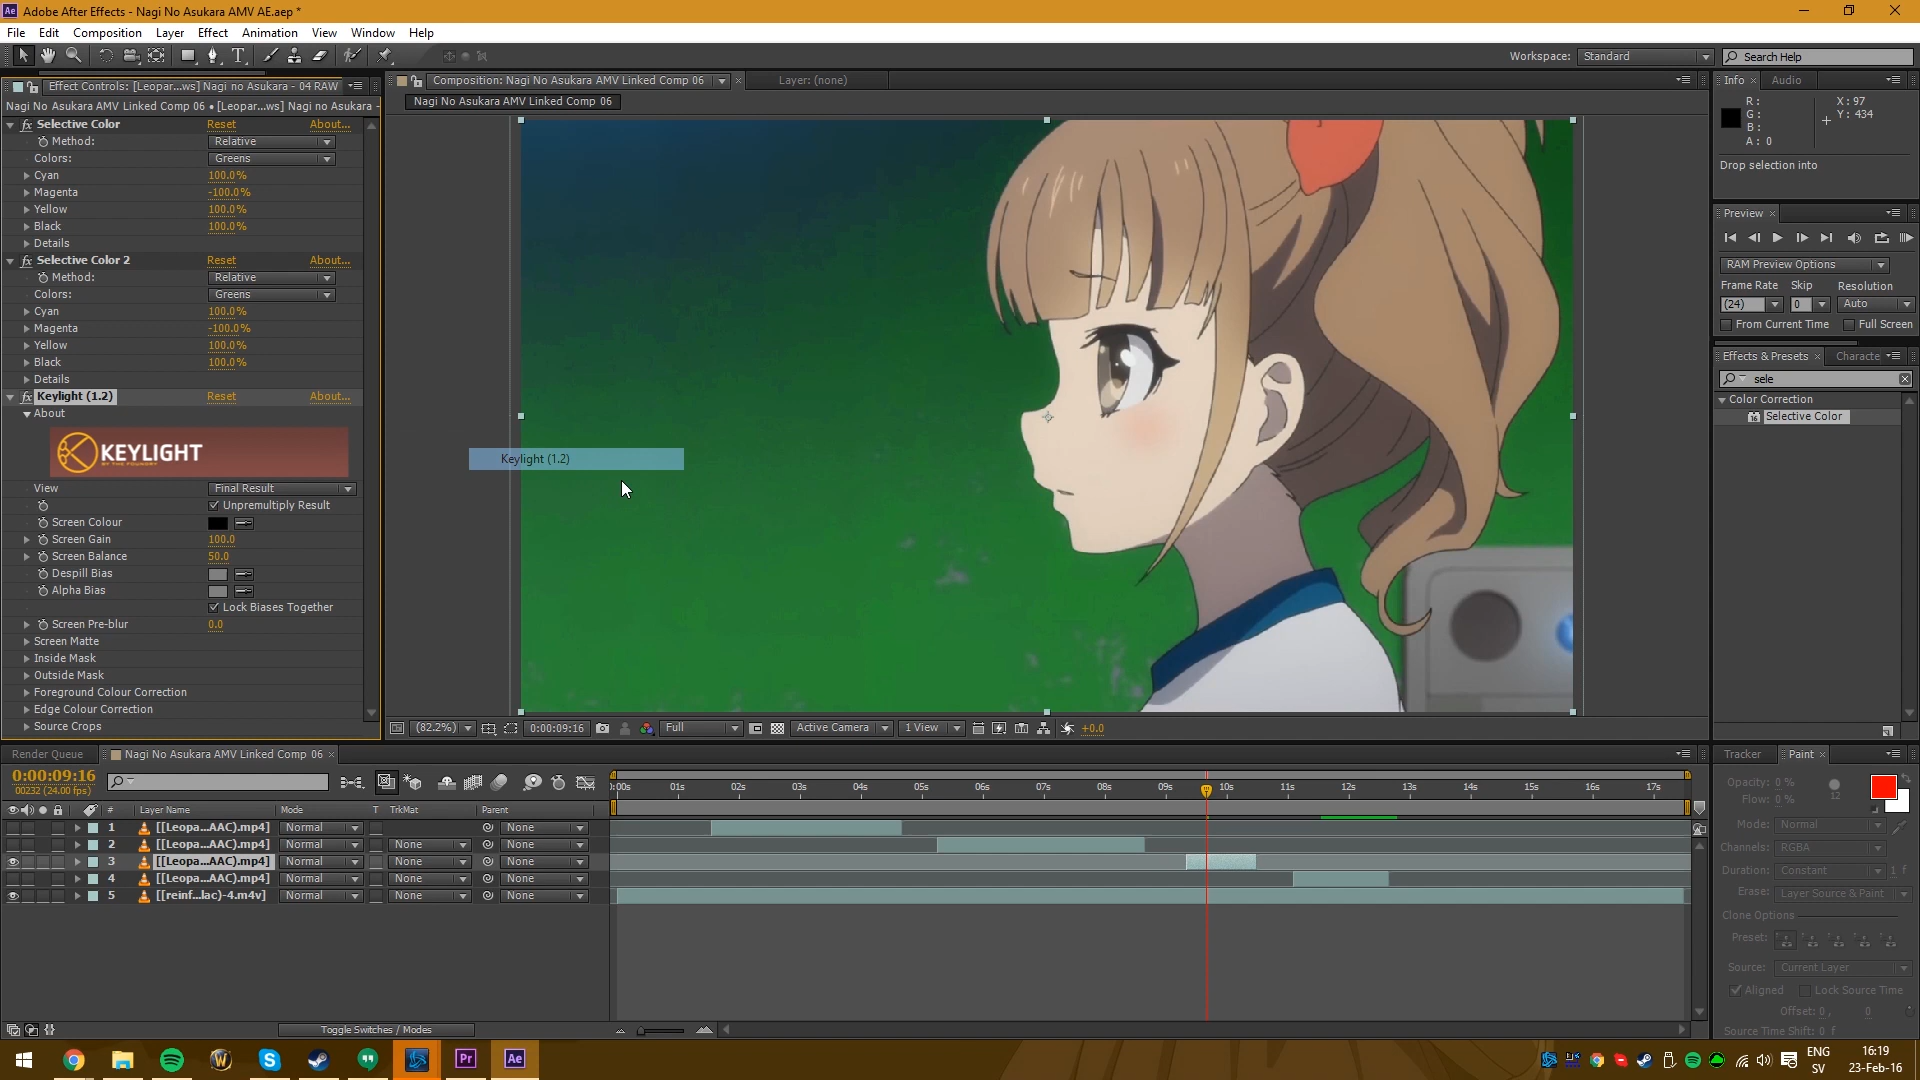 Adobe After Effects - Nagi No Asukara AMV AE.aep *
File Edit Composition Layer Effect Animation View Window Help
Workspace: Standard Search Help
Effect Controls: [Leopar...ws] Nagi no Asukara - 04 RAW
Nagi No Asukara AMV Linked Comp 06 • [Leopar...ws] Nagi no Asukara -
Selective Color Reset About...
Method: Relative
Colors: Greens
Cyan 100.0%
Magenta -100.0%
Yellow 100.0%
Black 100.0%
Details
Selective Color 2 Reset About...
Method: Relative
Colors: Greens
Cyan 100.0%
Magenta -100.0%
Yellow 100.0%
Black 100.0%
Details
Keylight (1.2) Reset About...
About
KEYLIGHT
BY THE FOUNDRY
View Final Result
Unpremultiply Result
Screen Colour
Screen Gain 100.0
Screen Balance 50.0
Despill Bias
Alpha Bias
Lock Biases Together
Screen Pre-blur 0.0
Screen Matte
Inside Mask
Outside Mask
Foreground Colour Correction
Edge Colour Correction
Source Crops
Composition: Nagi No Asukara AMV Linked Comp 06
Layer: (none)
Nagi No Asukara AMV Linked Comp 06
Keylight (1.2)
(82.2%) 0:00:09:16 Full Active Camera 1 View +0.0
Info Audio
R:
G:
B:
A: 0
X: 97
Y: 434
Drop selection into
Preview
RAM Preview Options
Frame Rate Skip Resolution
(24) 0 Auto
From Current Time Full Screen
Effects & Presets Characte
sele
Color Correction
Selective Color
Render Queue Nagi No Asukara AMV Linked Comp 06
0:00:09:16
00232 (24.00 fps)
# Layer Name Mode T TrkMat Parent
0:00s 01s 02s 03s 04s 05s 06s 07s 08s 09s 10s 11s 12s 13s 14s 15s 16s 17s
1 [[Leopa...AAC).mp4] Normal None
2 [[Leopa...AAC).mp4] Normal None None
3 [[Leopa...AAC).mp4] Normal None None
4 [[Leopa...AAC).mp4] Normal None None
5 [[reinf...lac)-4.m4v] Normal None None
Toggle Switches / Modes
Tracker Paint
Opacity: 0 %
Flow: 0 %
12
Mode: Normal
Channels: RGBA
Duration: Constant 1 f
Erase: Layer Source & Paint
Clone Options
Preset:
Source: Current Layer
Aligned Lock Source Time
Offset: 0 , 0
Source Time Shift: 0 f
Pr Ae
ENG
SV
16:19
23-Feb-16